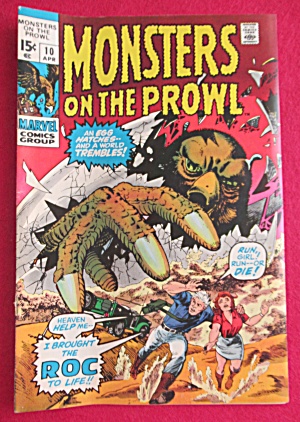 MONSTERS
ON THE PROWL
15¢
10
APR
MARVEL
COMICS
GROUP
MONSTERS
ON THE PROWL
AN EGG
HATCHES--
AND A WORLD
TREMBLES!
RUN,
GIRL!
RUN--OR
DIE!
HEAVEN
HELP ME--
I BROUGHT
THE
ROC
TO LIFE!!